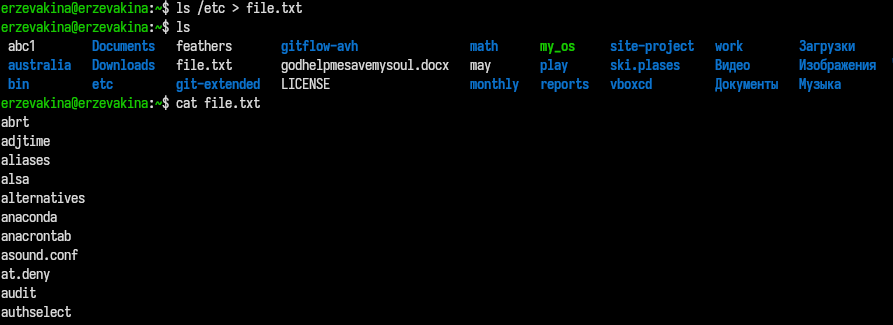 erzevakina@erzevakina:~$ ls /etc > file.txt
erzevakina@erzevakina:~$ ls
abc1 Documents feathers gitflow-avh math my_os site-project work Загрузки
australia Downloads file.txt godhelpmesavemysoul.docx may play ski.plases Видео Изображения
bin etc git-extended LICENSE monthly reports vboxcd Документы Музыка
erzevakina@erzevakina:~$ cat file.txt
abrt
adjtime
aliases
alsa
alternatives
anaconda
anacrontab
asound.conf
at.deny
audit
authselect